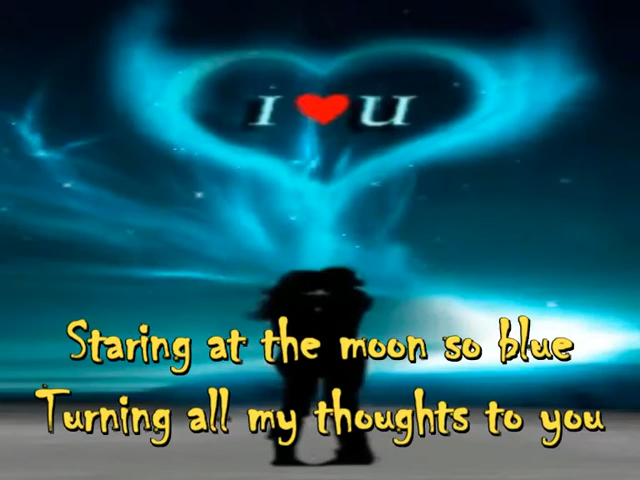 I ❤ U
Staring at the moon so blue
Turning all my thoughts to you